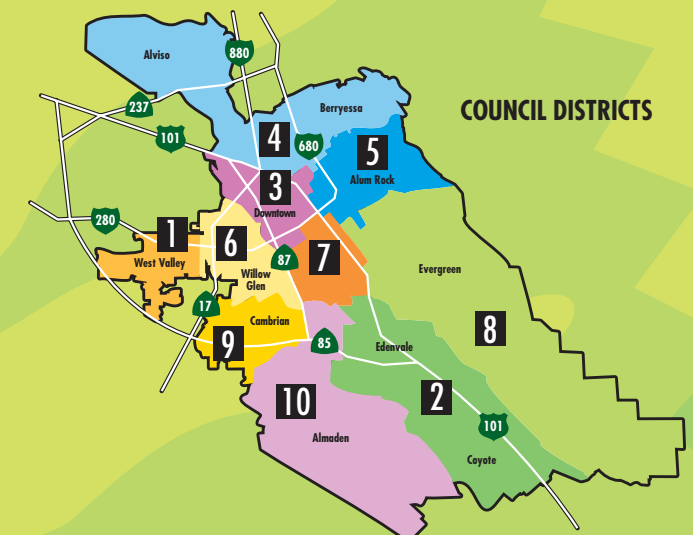 Alviso
880
Berryessa
237
COUNCIL DISTRICTS
101
4
680
5
Alum Rock
3
Downtown
280
1
6
7
West Valley
87
Willow
Glen
Evergreen
17
Cambrian
8
9
85
Edenvale
10
2
101
Almaden
Coyote